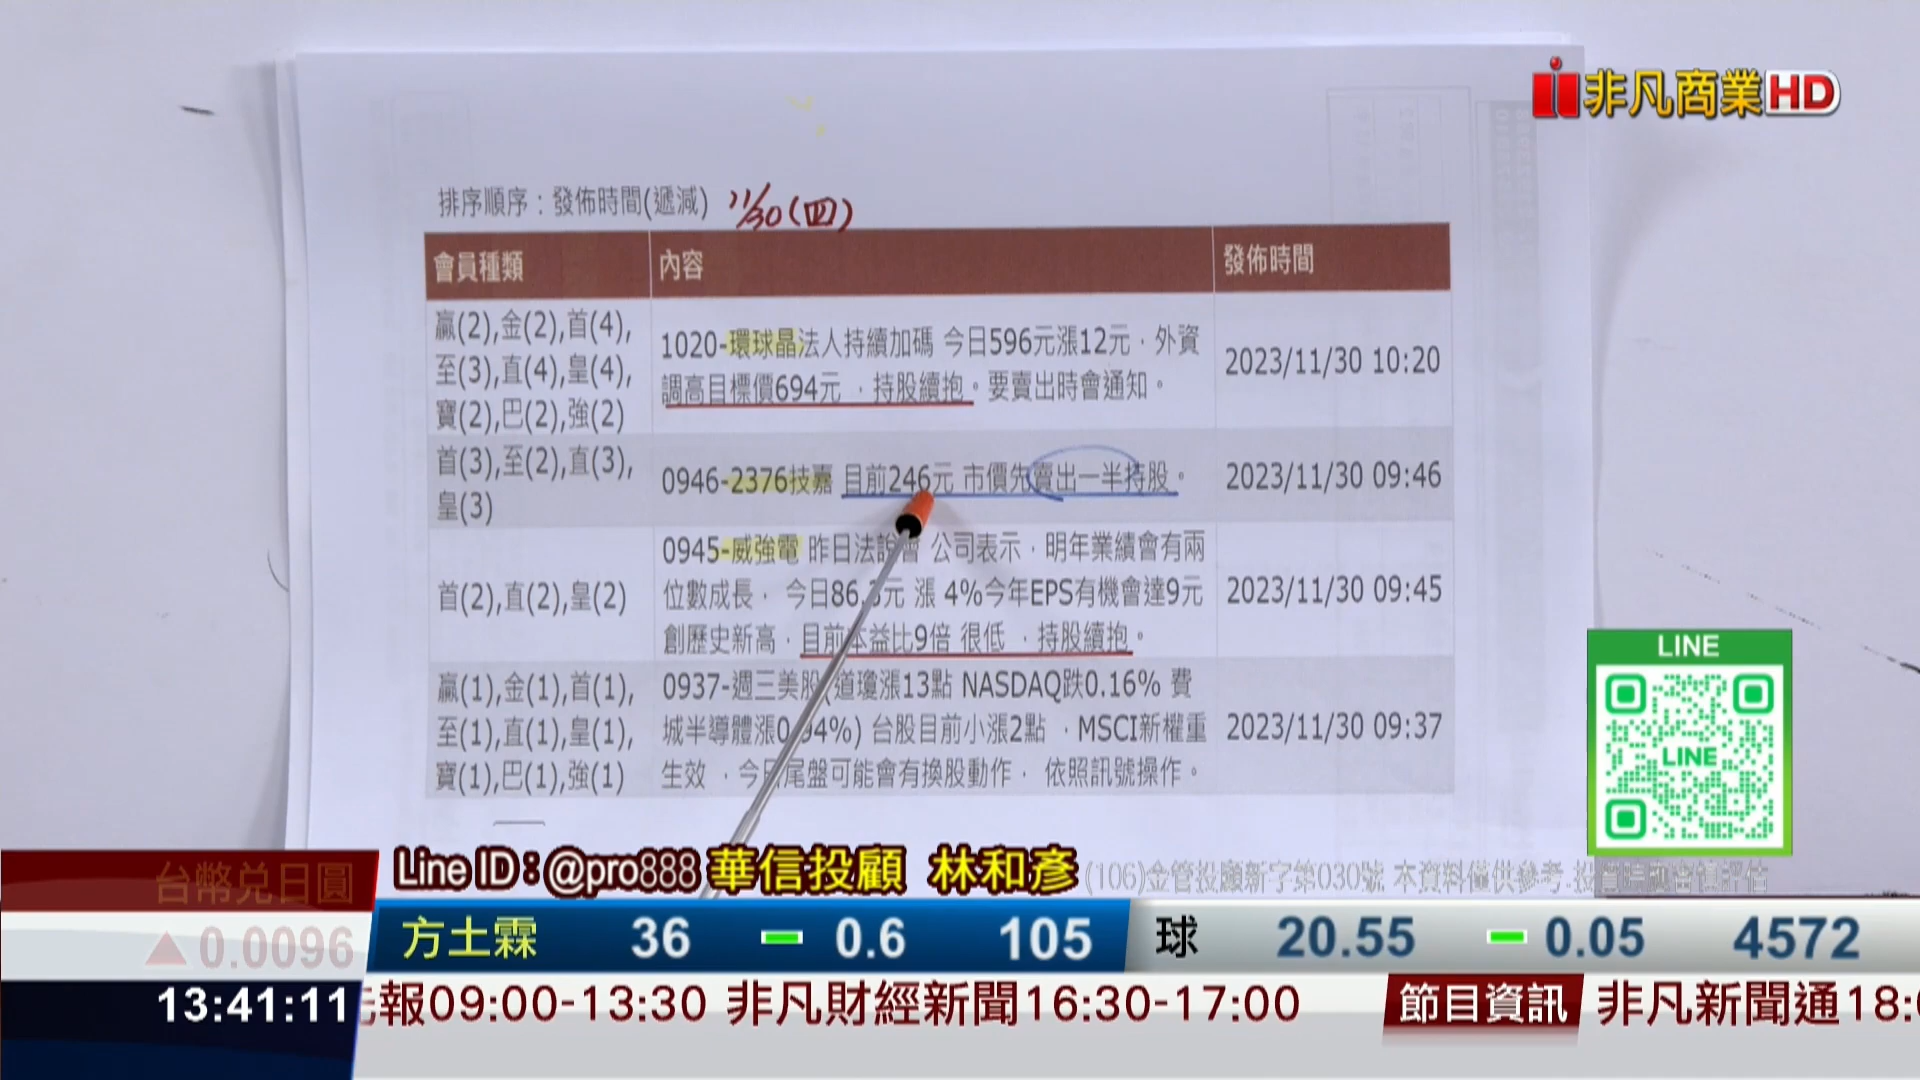 非凡商業HD
排序順序：發佈時間(遞減) 11/30(四)
會員種類 內容 發佈時間
贏(2),金(2),首(4),
至(3),直(4),皇(4),
寶(2),巴(2),強(2)
1020-環球晶法人持續加碼 今日596元漲12元，外資
調高目標價694元 ，持股續抱。要賣出時會通知。
2023/11/30 10:20
首(3),至(2),直(3),
皇(3)
0946-2376技嘉 目前246元 市價先賣出一半持股。
2023/11/30 09:46
首(2),直(2),皇(2)
0945-威強電 昨日法說會 公司表示，明年業績會有兩
位數成長， 今日86.3元 漲 4%今年EPS有機會達9元
創歷史新高，目前本益比9倍 很低 ，持股續抱。
2023/11/30 09:45
贏(1),金(1),首(1),
至(1),直(1),皇(1),
寶(1),巴(1),強(1)
0937-週三美股(道瓊漲13點 NASDAQ跌0.16% 費
城半導體漲0.94%) 台股目前小漲2點 ，MSCI新權重
生效 ，今日尾盤可能會有換股動作， 依照訊號操作。
2023/11/30 09:37
LINE
LINE
Line ID：@pro888 華信投顧 林和彥 (106)金管投顧新字第030號 本資料僅供參考
台幣兌日圓
▲0.0096
方土霖 36 0.6 105 球 20.55 0.05 4572
13:41:11
報09:00-13:30 非凡財經新聞16:30-17:00 節目資訊 非凡新聞通18: